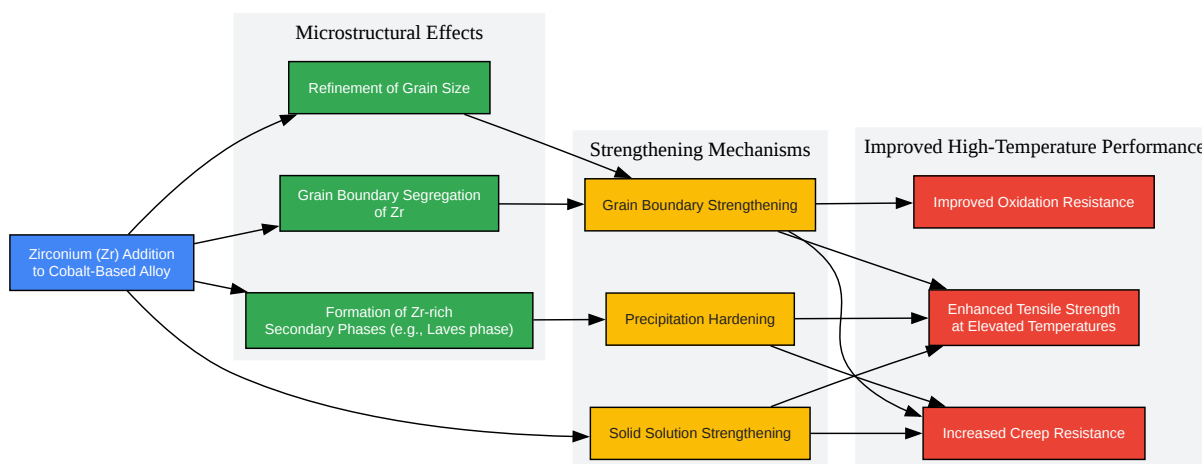 Microstructural Effects
Refinement of Grain Size
Grain Boundary Segregation
of Zr
Formation of Zr-rich
Secondary Phases (e.g., Laves phase)
Zirconium (Zr) Addition
to Cobalt-Based Alloy
Strengthening Mechanisms
Grain Boundary Strengthening
Precipitation Hardening
Solid Solution Strengthening
Improved High-Temperature Performance
Improved Oxidation Resistance
Enhanced Tensile Strength
at Elevated Temperatures
Increased Creep Resistance